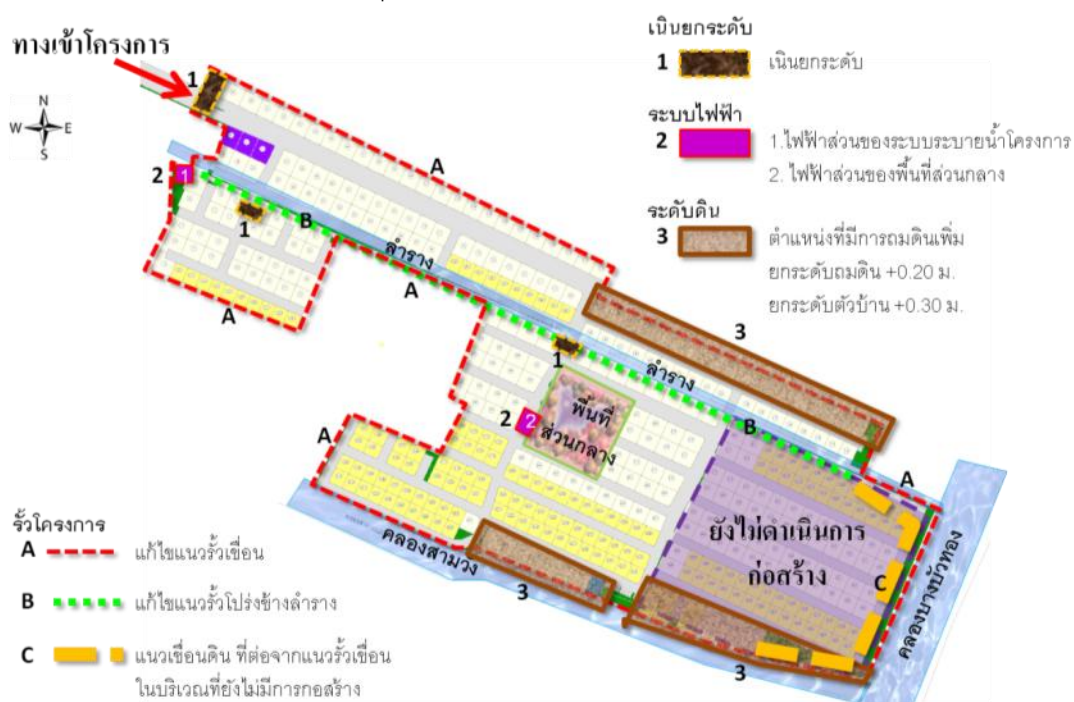 ทางเข้าโครงการ
N
W E
S
1
2 1
1
B
A
A
A
ลำราง
3
1
ลำราง
B
2 2
พื้นที่
ส่วนกลาง
A
A
ยังไม่ดาเนินการ
ก่อสร้าง
C
คลองสามวง
คลองบางบัวทอง
3
3
เนินยกระดับ
1 เนินยกระดับ
ระบบไฟฟ้า
2 1.ไฟฟ้าส่วนของระบบระบายน้ำโครงการ
2. ไฟฟ้าส่วนของพื้นที่ส่วนกลาง
ระดับดิน
3 ตำแหน่งที่มีการถมดินเพิ่ม
ยกระดับถมดิน +0.20 ม.
ยกระดับตัวบ้าน +0.30 ม.
รั้วโครงการ
A แก้ไขแนวรั้วเขื่อน
B แก้ไขแนวรั้วโปร่งข้างลำราง
C แนวเขื่อนดิน ที่ต่อจากแนวรั้วเขื่อน
ในบริเวณที่ยังไม่มีการกอสร้าง